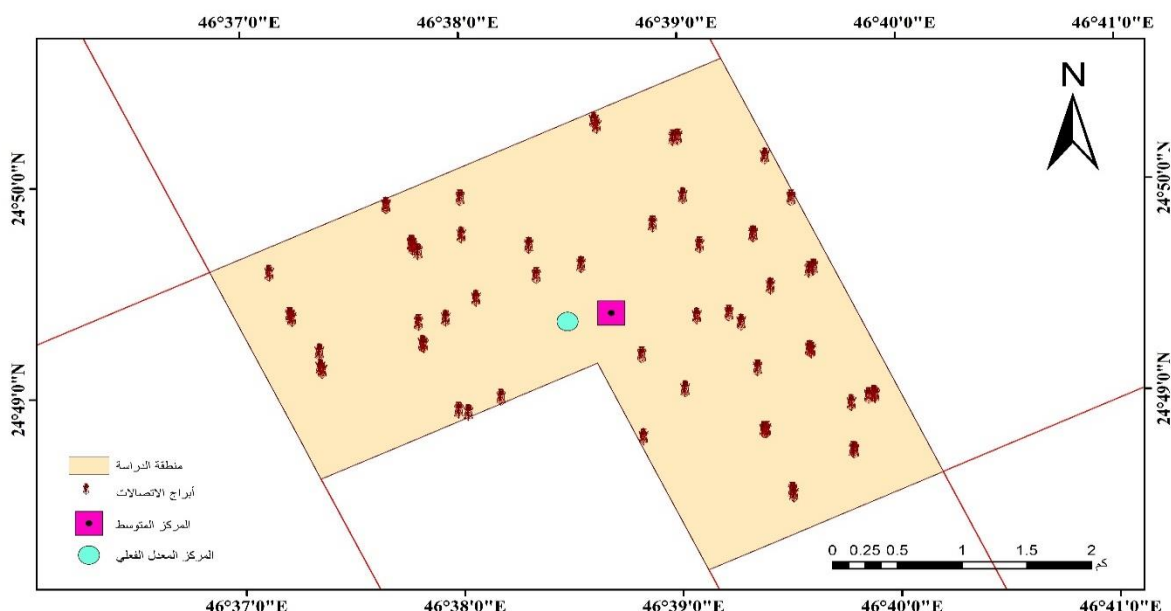 46°37'0"E 46°38'0"E 46°39'0"E 46°40'0"E 46°41'0"E
N
24°50'0"N 24°50'0"N
24°49'0"N 24°49'0"N
منطقة الدراسة
أبراج الاتصالات
المركز المتوسط
المركز المعدل الفعلي
0 0.25 0.5 1 1.5 2
كم
46°37'0"E 46°38'0"E 46°39'0"E 46°40'0"E 46°41'0"E